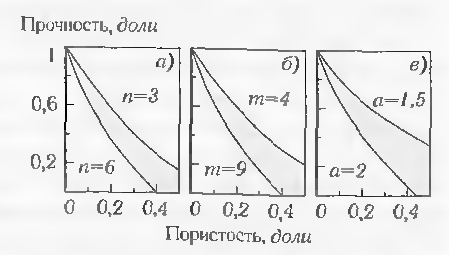 Прочность, доли
1 а) б) в)
n=3 m=4 a=1,5
0,6
0,2 n=6 m=9 a=2
0 0,2 0,4 0 0,2 0,4 0 0,2 0,4
Пористость, доли